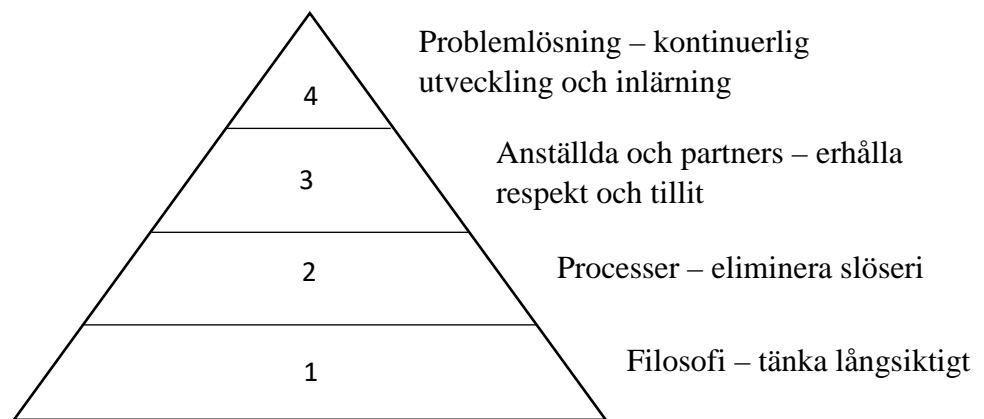 Problemlösning – kontinuerlig
utveckling och inlärning
4
Anställda och partners – erhålla
respekt och tillit
3
Processer – eliminera slöseri
2
Filosofi – tänka långsiktigt
1